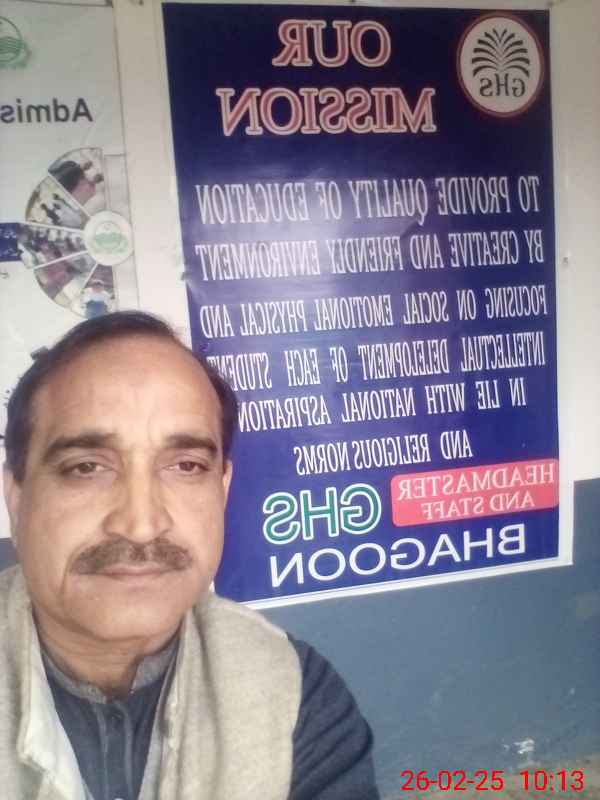 OUR
MISSION
GHS
TO PROVIDE QUALITY OF EDUCATION
BY CREATIVE AND FRIENDLY ENVIRONMENT
FOCUSING ON SOCIAL EMOTIONAL PHYSICAL AND
INTELLECTUAL DELELOPMENT OF EACH STUDENT
IN LIE WITH NATIONAL ASPIRATION
AND RELIGIOUS NORMS
HEADMASTER
AND STAFF
GHS
BHAGOON
26-02-25 10:13